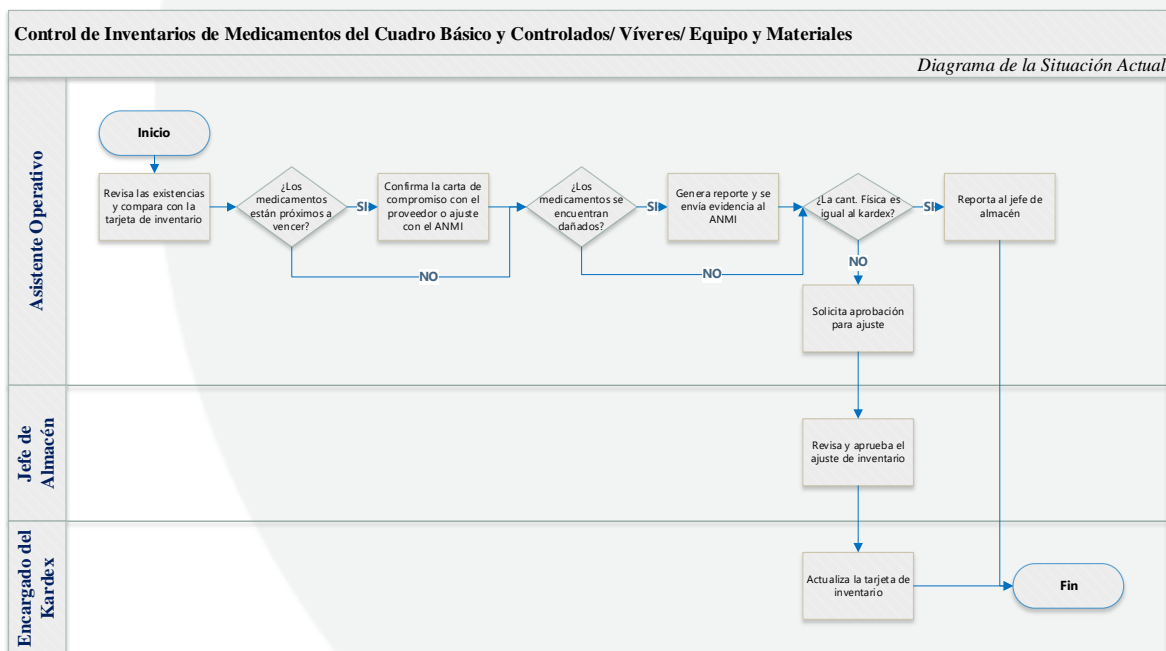 Control de Inventarios de Medicamentos del Cuadro Básico y Controlados/ Víveres/ Equipo y Materiales
Diagrama de la Situación Actual
Asistente Operativo
Inicio
Revisa las existencias
y compara con la
tarjeta de inventario
¿Los
medicamentos
están próximos a
vencer?
SI
NO
Confirma la carta de
compromiso con el
proveedor o ajuste
con el ANMI
¿Los
medicamentos se
encuentran
dañados?
SI
NO
Genera reporte y se
envía evidencia al
ANMI
¿La cant. Física es
igual al kardex?
SI
NO
Reporta al jefe de
almacén
Solicita aprobación
para ajuste
Jefe de
Almacén
Revisa y aprueba el
ajuste de inventario
Encargado del
Kardex
Actualiza la tarjeta de
inventario
Fin